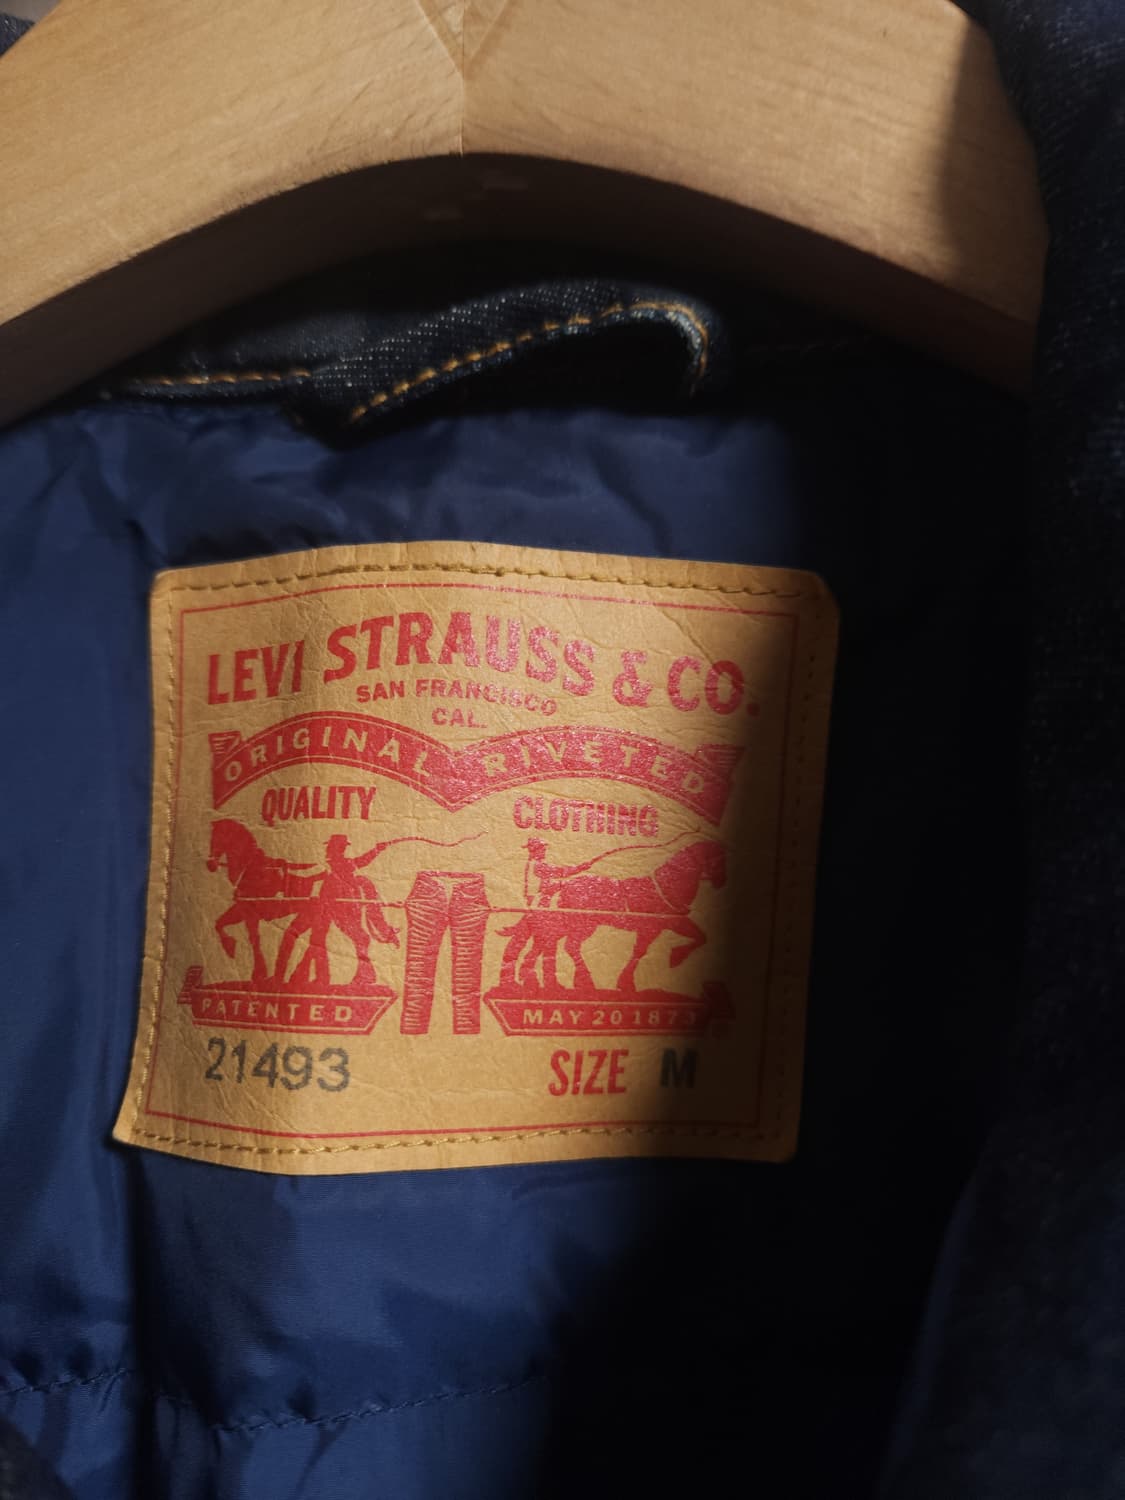 LEVI STRAUSS & CO.
SAN FRANCISCO
CAL.
ORIGINAL RIVETED
QUALITY CLOTHING
PATENTED MAY 20 1873
21493 SIZE M